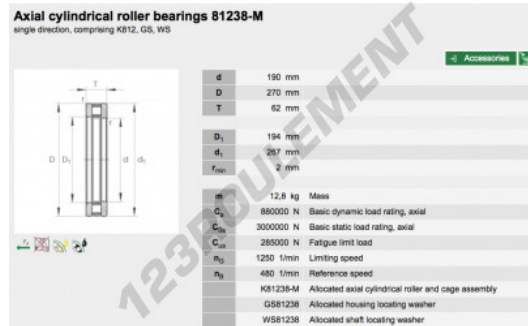 Axial cylindrical roller bearings 81238-M
single direction, comprising K812, GS, WS
Accessories
d 190 mm
D 270 mm
T 62 mm
D₁ 194 mm
d₁ 267 mm
rmin 2 mm
m 12,8 kg Mass
Ca 880000 N Basic dynamic load rating, axial
C0a 3000000 N Basic static load rating, axial
Cua 285000 N Fatigue limit load
nG 1250 1/min Limiting speed
nB 480 1/min Reference speed
K81238-M Allocated axial cylindrical roller and cage assembly
GS81238 Allocated housing locating washer
WS81238 Allocated shaft locating washer
T
r
D D₁ d d₁
r
123ROULEMENT